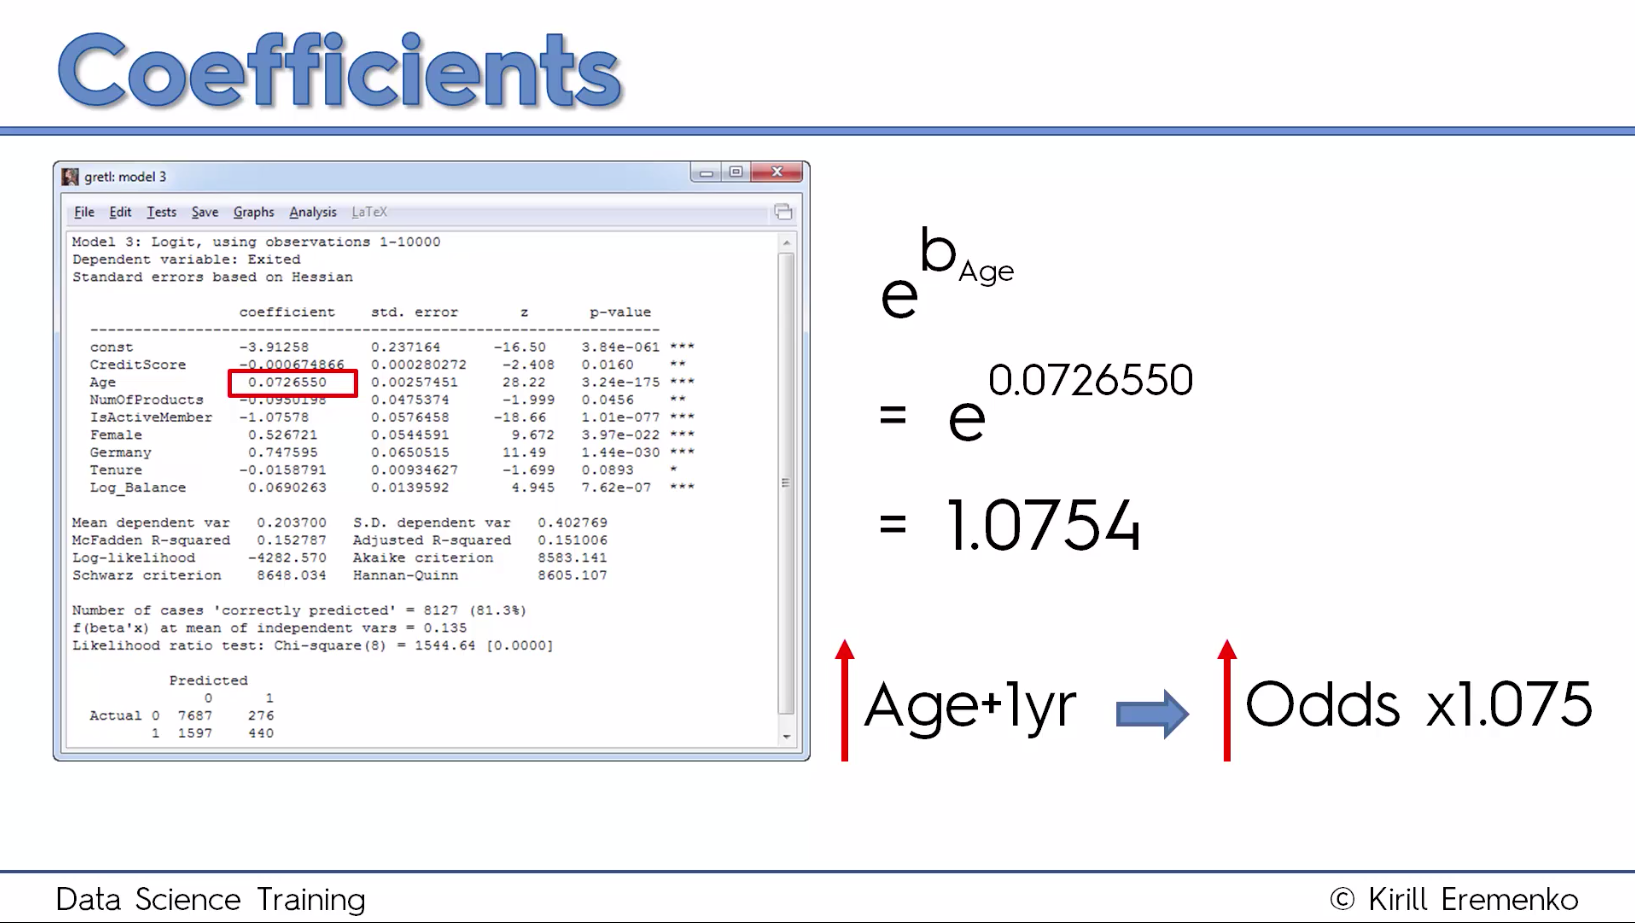 Coefficients
gretl: model 3
File Edit Tests Save Graphs Analysis LaTeX
Model 3: Logit, using observations 1-10000
Dependent variable: Exited
Standard errors based on Hessian
coefficient std. error z p-value
const -3.91258 0.237164 -16.50 3.84e-061 ***
CreditScore -0.000674866 0.000280272 -2.408 0.0160 **
Age 0.0726550 0.00257451 28.22 3.24e-175 ***
NumOfProducts -0.0950198 0.0475374 -1.999 0.0456 **
IsActiveMember -1.07578 0.0576458 -18.66 1.01e-077 ***
Female 0.526721 0.0544591 9.672 3.97e-022 ***
Germany 0.747595 0.0650515 11.49 1.44e-030 ***
Tenure -0.0158791 0.00934627 -1.699 0.0893 *
Log_Balance 0.0690263 0.0139592 4.945 7.62e-07 ***
Mean dependent var 0.203700 S.D. dependent var 0.402769
McFadden R-squared 0.152787 Adjusted R-squared 0.151006
Log-likelihood -4282.570 Akaike criterion 8583.141
Schwarz criterion 8648.034 Hannan-Quinn 8605.107
Number of cases 'correctly predicted' = 8127 (81.3%)
f(beta'x) at mean of independent vars = 0.135
Likelihood ratio test: Chi-square(8) = 1544.64 [0.0000]
Predicted
0 1
Actual 0 7687 276
1 1597 440
e b Age
= e 0.0726550
= 1.0754
Age+1yr Odds x1.075
Data Science Training
© Kirill Eremenko